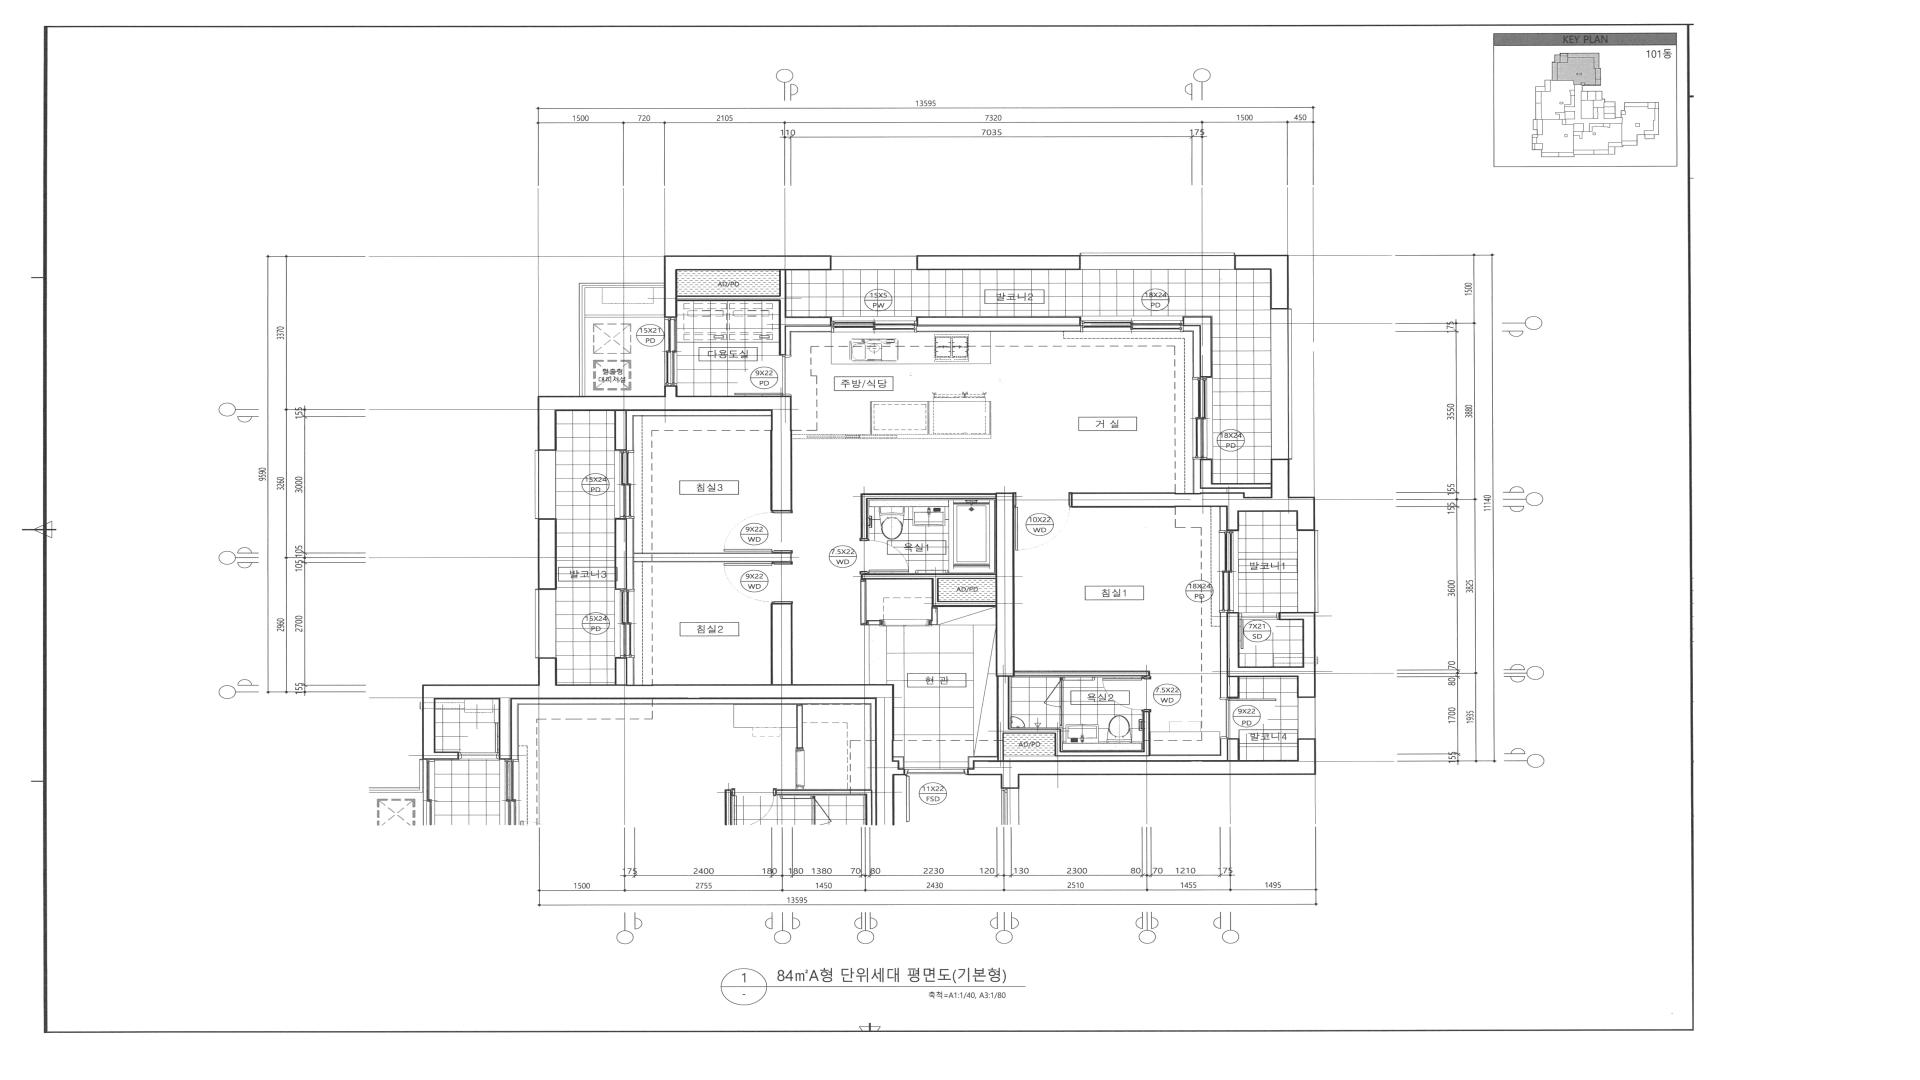 KEY PLAN
101동
13595
1500 720 2105 7320 1500 450
110 7035 175
AD/PD
15X5
PW
발코니2
18X24
PD
15X21
PD
다용도실
9X22
PD
대피시설
주방/식당
거 실
18X24
PD
3370
155
9590
3260
3000
105
105
2960
2700
155
1500
175
3550
3880
155
155
11140
3600
3825
70
80
1700
1935
155
15X24
PD
침실3
9X22
WD
발코니3
9X22
WD
15X24
PD
침실2
7.5X22
WD
욕실1
AD/PD
10X22
WD
침실1
18X24
PD
발코니1
7X21
SD
현 관
욕실2
7.5X22
WD
9X22
PD
발코니4
AD/PD
11X22
FSD
175 2400 180 180 1380 70 80 2230 120 130 2300 80 70 1210 175
1500 2755 1450 2430 2510 1455 1495
13595
1
-
84㎡A형 단위세대 평면도(기본형)
축척=A1:1/40, A3:1/80